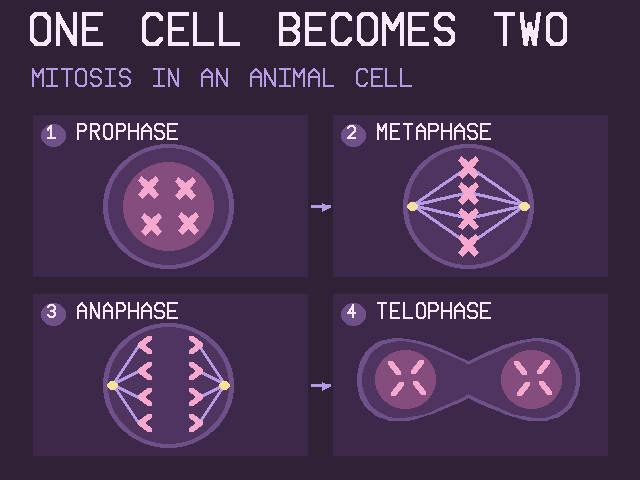 ONE CELL BECOMES TWO
MITOSIS IN AN ANIMAL CELL
1 PROPHASE
2 METAPHASE
3 ANAPHASE
4 TELOPHASE